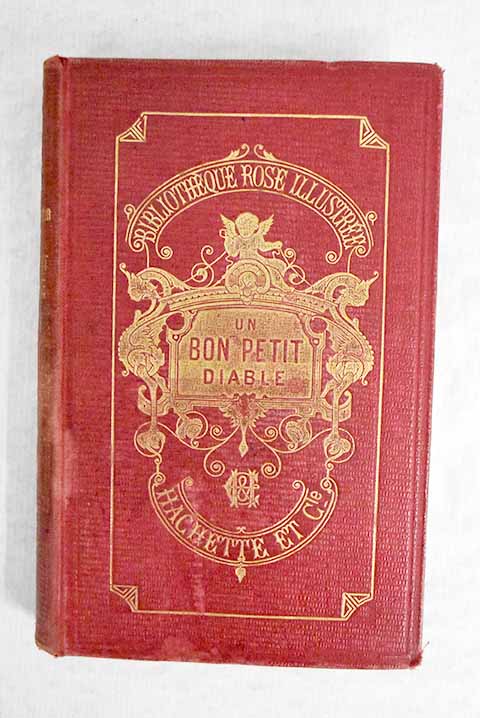 BIBLIOTHÈQUE ROSE ILLUSTRÉE
UN
BON PETIT
DIABLE
HACHETTE ET Cie